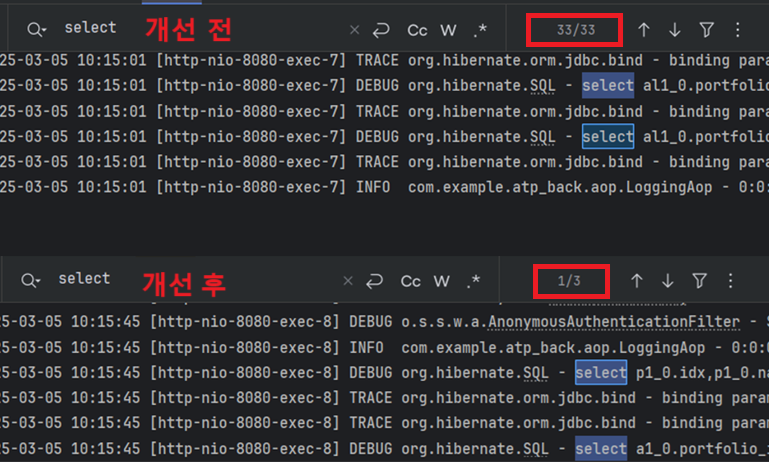 select 개선 전 × Cc W .* 33/33
25-03-05 10:15:01 [http-nio-8080-exec-7] TRACE org.hibernate.orm.jdbc.bind - binding para
25-03-05 10:15:01 [http-nio-8080-exec-7] DEBUG org.hibernate.SQL - select al1_0.portfolio
25-03-05 10:15:01 [http-nio-8080-exec-7] TRACE org.hibernate.orm.jdbc.bind - binding para
25-03-05 10:15:01 [http-nio-8080-exec-7] DEBUG org.hibernate.SQL - select al1_0.portfolio
25-03-05 10:15:01 [http-nio-8080-exec-7] TRACE org.hibernate.orm.jdbc.bind - binding para
25-03-05 10:15:01 [http-nio-8080-exec-7] INFO com.example.atp_back.aop.LoggingAop - 0:0:
select 개선 후 × Cc W .* 1/3
25-03-05 10:15:45 [http-nio-8080-exec-8] DEBUG o.s.s.w.a.AnonymousAuthenticationFilter - S
25-03-05 10:15:45 [http-nio-8080-exec-8] INFO com.example.atp_back.aop.LoggingAop - 0:0:0
25-03-05 10:15:45 [http-nio-8080-exec-8] DEBUG org.hibernate.SQL - select p1_0.idx,p1_0.na
25-03-05 10:15:45 [http-nio-8080-exec-8] TRACE org.hibernate.orm.jdbc.bind - binding param
25-03-05 10:15:45 [http-nio-8080-exec-8] TRACE org.hibernate.orm.jdbc.bind - binding param
25-03-05 10:15:45 [http-nio-8080-exec-8] DEBUG org.hibernate.SQL - select a1_0.portfolio_